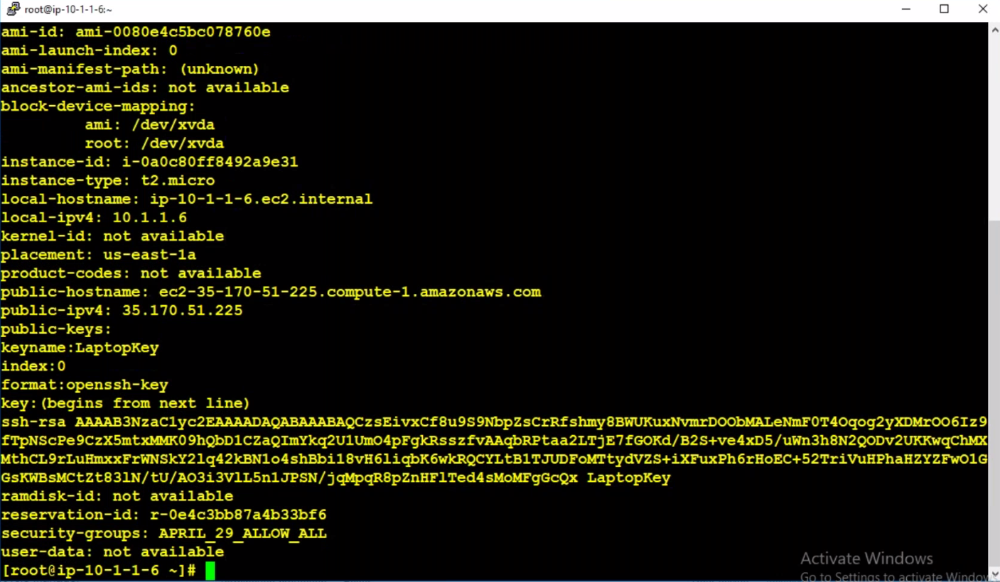 root@ip-10-1-1-6:~
ami-id: ami-0080e4c5bc078760e
ami-launch-index: 0
ami-manifest-path: (unknown)
ancestor-ami-ids: not available
block-device-mapping:
ami: /dev/xvda
root: /dev/xvda
instance-id: i-0a0c80ff8492a9e31
instance-type: t2.micro
local-hostname: ip-10-1-1-6.ec2.internal
local-ipv4: 10.1.1.6
kernel-id: not available
placement: us-east-1a
product-codes: not available
public-hostname: ec2-35-170-51-225.compute-1.amazonaws.com
public-ipv4: 35.170.51.225
public-keys:
keyname:LaptopKey
index:0
format:openssh-key
key:(begins from next line)
ssh-rsa AAAAB3NzaC1yc2EAAAADAQABAAABAQCzsEivxCf8u9S9NbpZsCrRfshmy8BWUKuxNvmrDOObMALeNmF0T4Oqog2yXDMrOO6Iz9
fTpNScPe9CzX5mtxMMK09hQbD1CZaQImYkq2U1UmO4pFgkRsszfvAAqbRPtaa2LTjE7fGOKd/B2S+ve4xD5/uWn3h8N2QODv2UKKwqChMX
MthCL9rLuHmxxFrWNSkY2lq42kBN1o4shBbi18vH6liqbK6wkRQCYLtB1TJUDFoMTtydVZS+iXFuxPh6rHoEC+52TriVuHPhaHZYZFwO1G
GsKWBsMCtZt83lN/tU/AO3i3VlL5n1JPSN/jqMpqR8pZnHFlTed4sMoMFgGcQx LaptopKey
ramdisk-id: not available
reservation-id: r-0e4c3bb87a4b33bf6
security-groups: APRIL_29_ALLOW_ALL
user-data: not available
[root@ip-10-1-1-6 ~]#
Activate Windows
Go to Settings to activate Windows